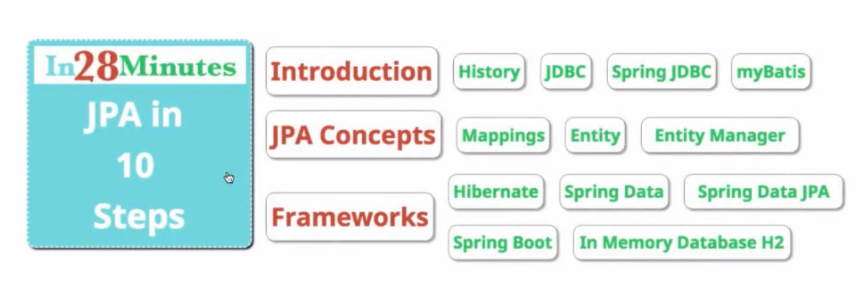 In28Minutes
JPA in
10
Steps
Introduction
History
JDBC
Spring JDBC
myBatis
JPA Concepts
Mappings
Entity
Entity Manager
Frameworks
Hibernate
Spring Data
Spring Data JPA
Spring Boot
In Memory Database H2